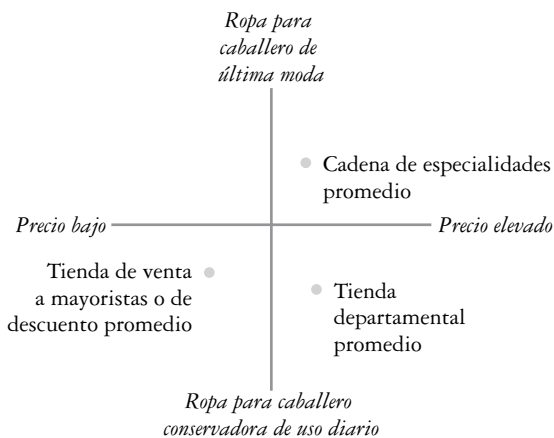 Ropa para
caballero de
última moda
Cadena de especialidades
promedio
Precio bajo
Precio elevado
Tienda de venta
a mayoristas o de
descuento promedio
Tienda
departamental
promedio
Ropa para caballero
conservadora de uso diario